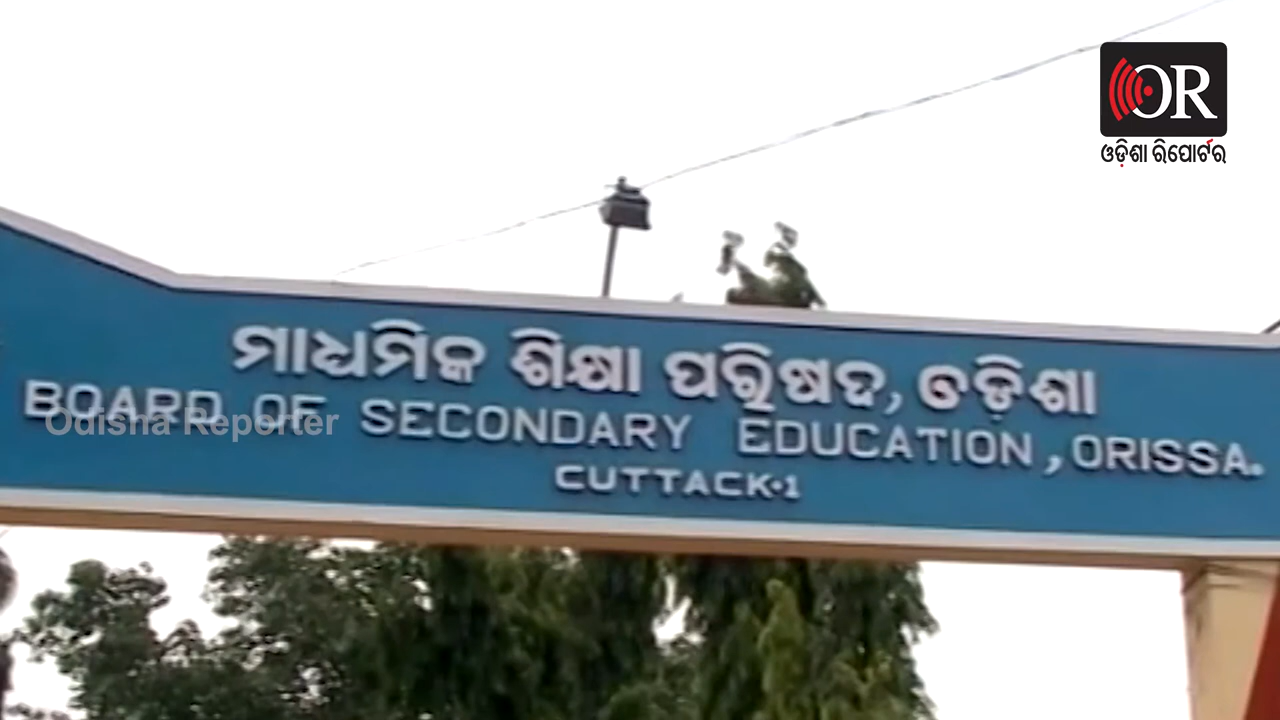 OR
ଓଡ଼ିଶା ରିପୋର୍ଟର
ମାଧ୍ୟମିକ ଶିକ୍ଷା ପରିଷଦ, ଓଡ଼ିଶା
BOARD OF SECONDARY EDUCATION, ORISSA.
Odisha Reporter
CUTTACK-1